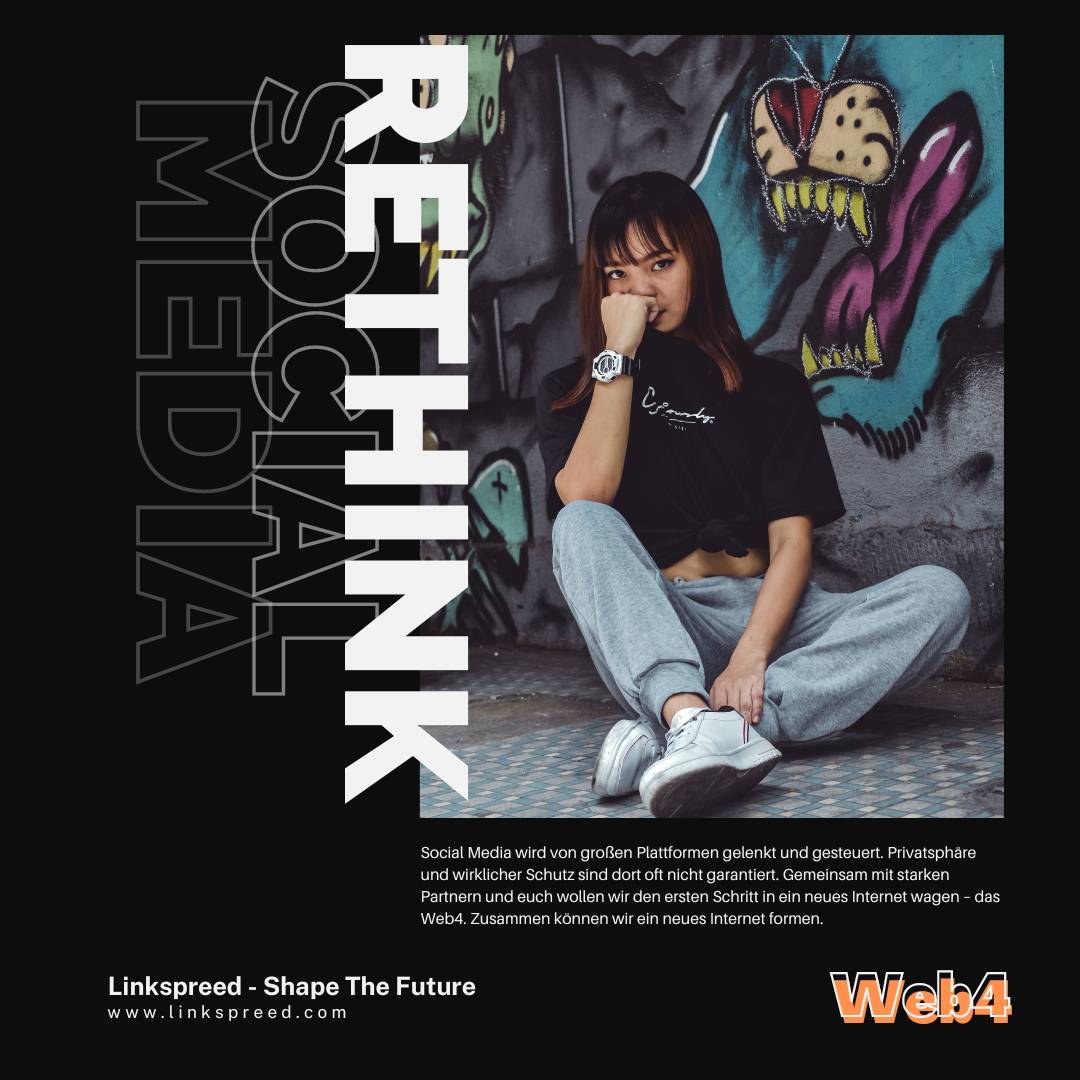 RETHINK
SOCIAL
MEDIA
Social Media wird von großen Plattformen gelenkt und gesteuert. Privatsphäre
und wirklicher Schutz sind dort oft nicht garantiert. Gemeinsam mit starken
Partnern und euch wollen wir den ersten Schritt in ein neues Internet wagen – das
Web4. Zusammen können wir ein neues Internet formen.
Linkspreed - Shape The Future
www.linkspreed.com
Web4